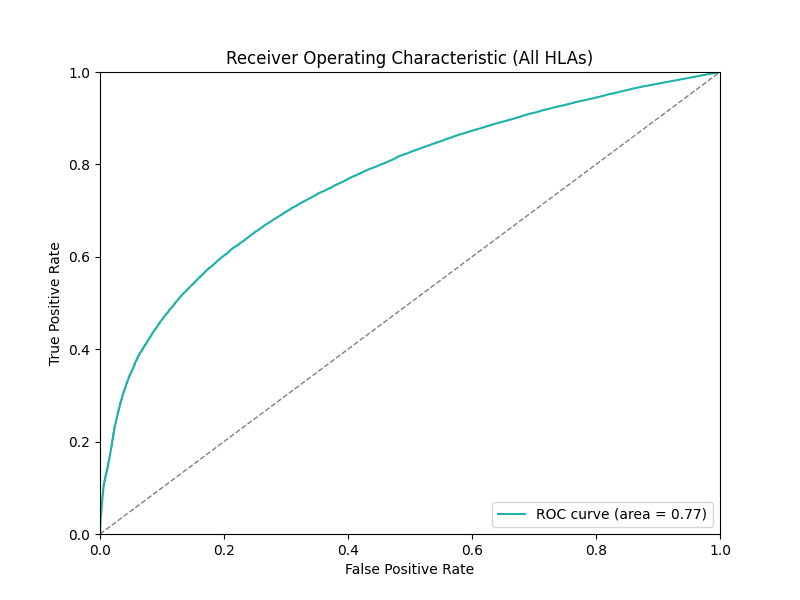 Receiver Operating Characteristic (All HLAs)
1.0
0.8
0.6
0.4
0.2
0.0
True Positive Rate
ROC curve (area = 0.77)
0.0 0.2 0.4 0.6 0.8 1.0
False Positive Rate